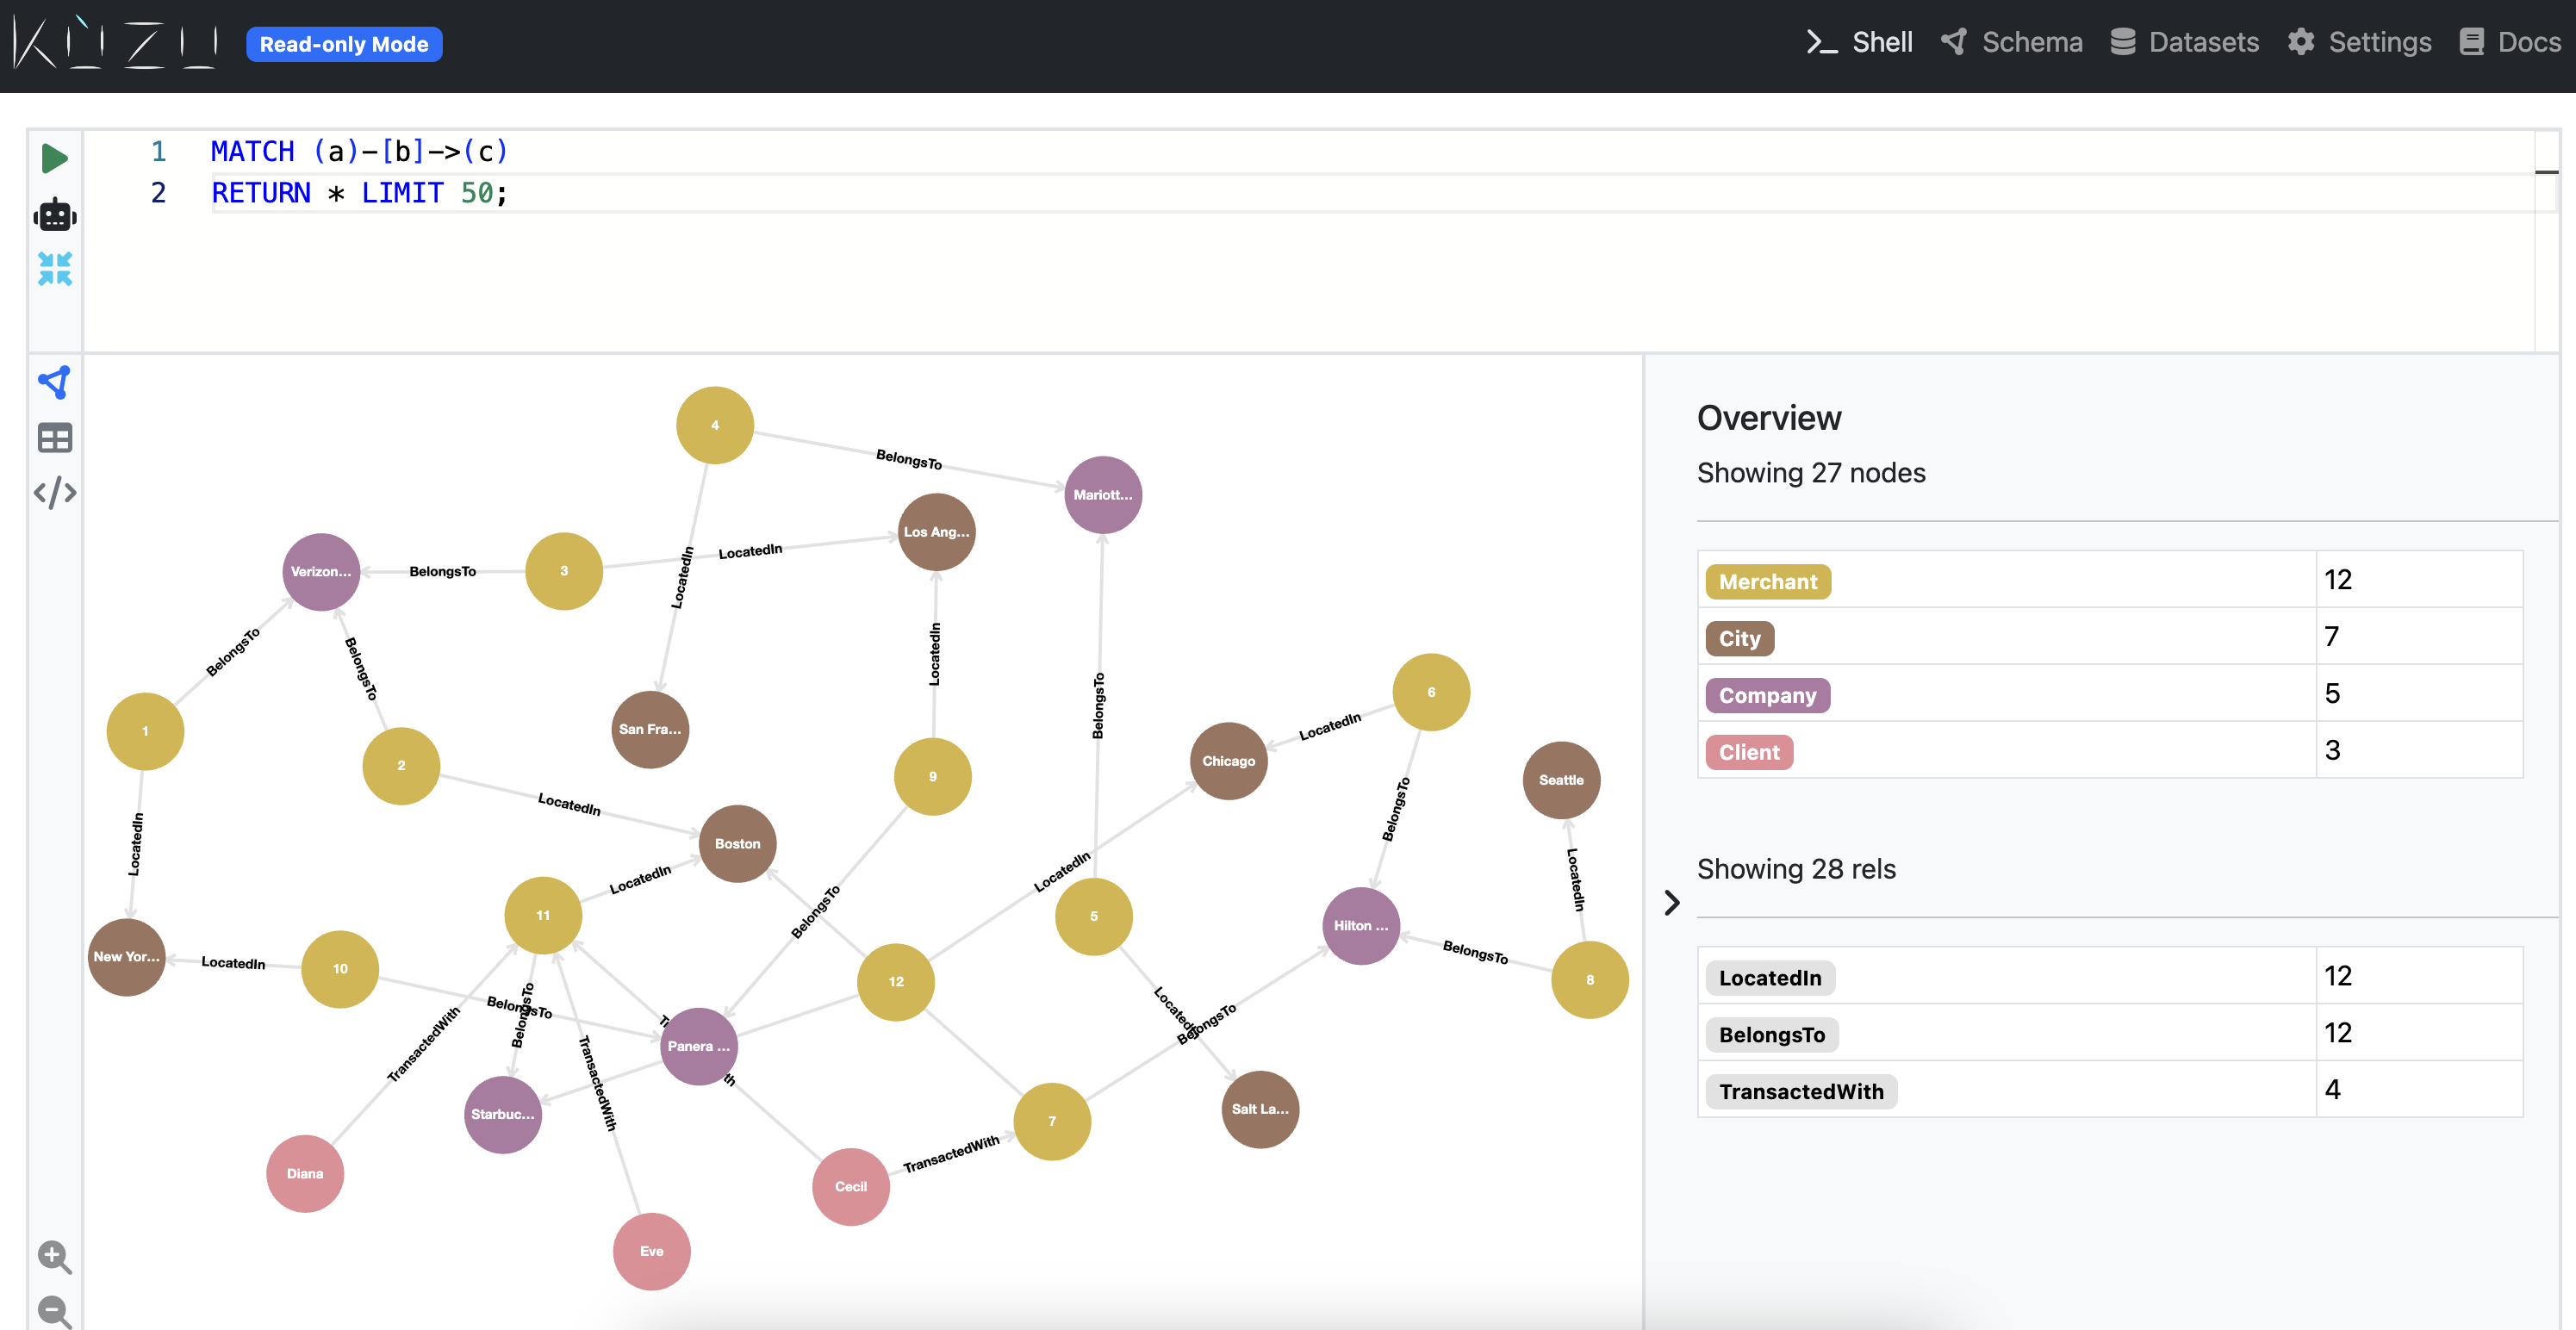 KÙZU
Read-only Mode
Shell
Schema
Datasets
Settings
Docs
1 MATCH (a)-[b]->(c)
2 RETURN * LIMIT 50;
4
BelongsTo
Mariott...
Los Ang...
LocatedIn
3
BelongsTo
Verizon...
LocatedIn
BelongsTo
BelongsTo
LocatedIn
BelongsTo
6
LocatedIn
1
San Fra...
2
9
Chicago
Seattle
LocatedIn
BelongsTo
LocatedIn
Boston
LocatedIn
LocatedIn
LocatedIn
11
BelongsTo
5
Hilton ...
New Yor...
LocatedIn
10
12
BelongsTo
8
BelongsTo
BelongsTo
LocatedIn
BelongsTo
TransactedWith
TransactedWith
Tr
Panera ...
th
Starbuc...
7
Salt La...
TransactedWith
Diana
Cecil
Eve
Overview
Showing 27 nodes
Merchant 12
City 7
Company 5
Client 3
Showing 28 rels
LocatedIn 12
BelongsTo 12
TransactedWith 4